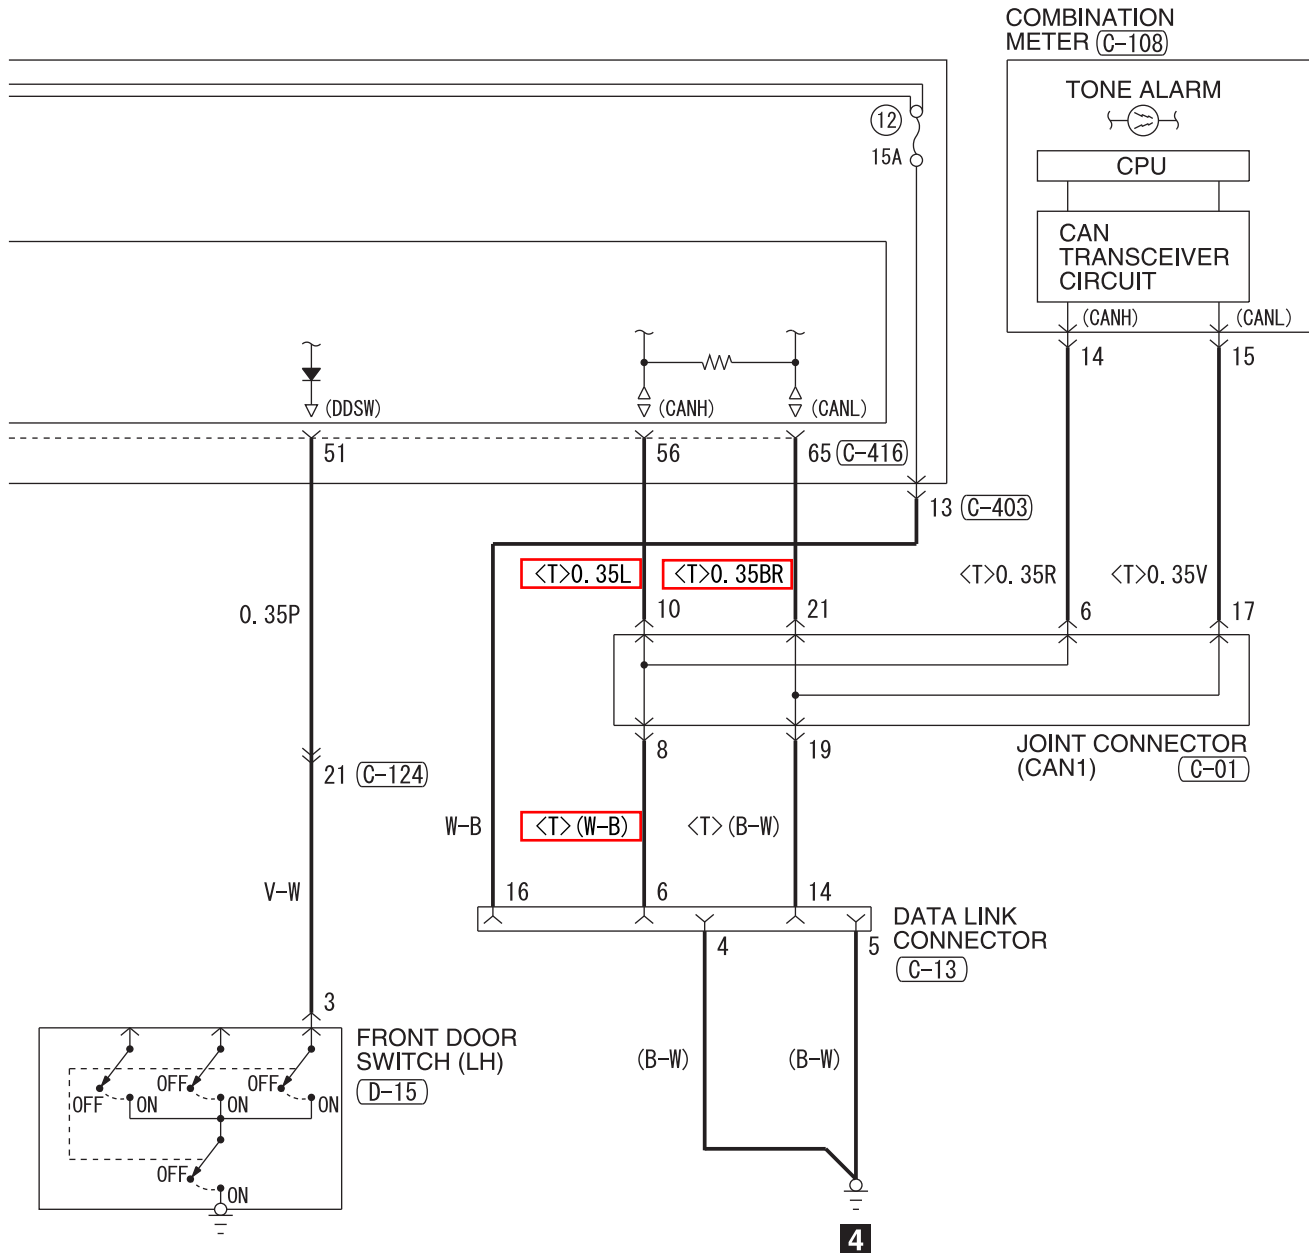 COMBINATION
METER C-108
TONE ALARM
12
15A
CPU
CAN
TRANSCEIVER
CIRCUIT
(CANH) (CANL)
14 15
(DDSW) (CANH) (CANL)
51 56 65 C-416
13 C-403
<T>0.35L <T>0.35BR <T>0.35R <T>0.35V
0.35P
10 21 6 17
8 19
JOINT CONNECTOR
(CAN1) C-01
21 C-124
W-B <T>(W-B) <T>(B-W)
V-W
16 6 14
DATA LINK
CONNECTOR
C-13
4 5
3
FRONT DOOR
SWITCH (LH)
D-15
(B-W) (B-W)
OFF OFF
OFF ON ON ON
OFF
ON
4